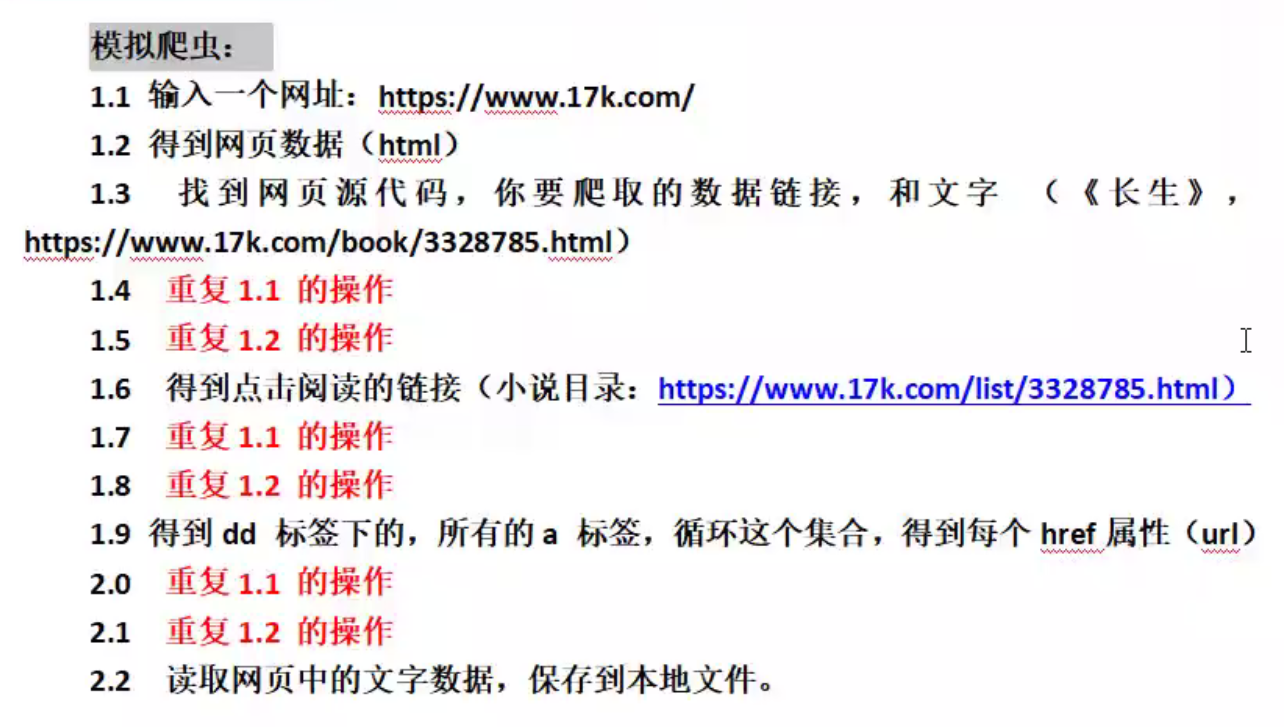 模拟爬虫：
1.1 输入一个网址：https://www.17k.com/
1.2 得到网页数据（html）
1.3 找到网页源代码，你要爬取的数据链接，和文字 （《长生》，
https://www.17k.com/book/3328785.html）
1.4 重复 1.1 的操作
1.5 重复 1.2 的操作
1.6 得到点击阅读的链接（小说目录：https://www.17k.com/list/3328785.html）
1.7 重复 1.1 的操作
1.8 重复 1.2 的操作
1.9 得到 dd 标签下的，所有的 a 标签，循环这个集合，得到每个 href 属性（url）
2.0 重复 1.1 的操作
2.1 重复 1.2 的操作
2.2 读取网页中的文字数据，保存到本地文件。